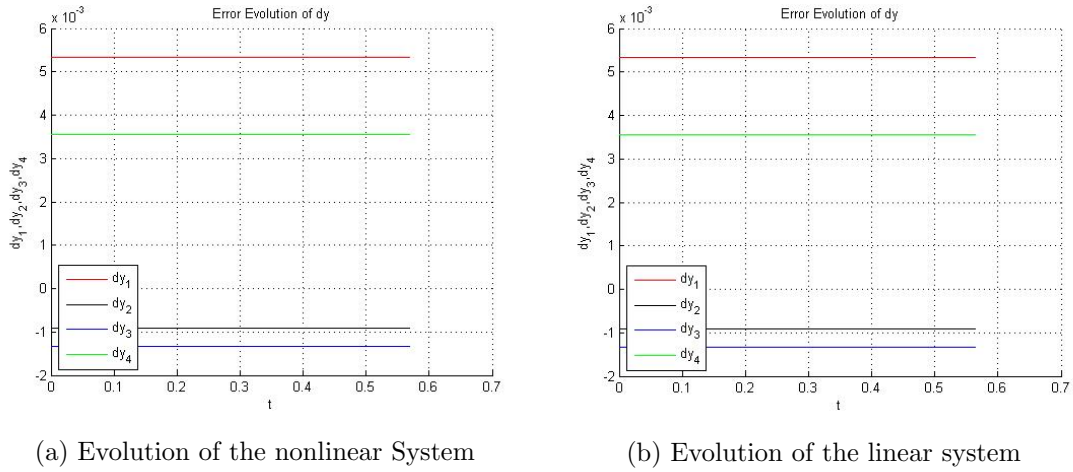 x 10⁻³
Error Evolution of dy
6
5
4
3
2
1
0
-1
-2
0
0.1
0.2
0.3
0.4
0.5
0.6
0.7
t
dy₁,dy₂,dy₃,dy₄
dy₁
dy₂
dy₃
dy₄
(a) Evolution of the nonlinear System
x 10⁻³
Error Evolution of dy
6
5
4
3
2
1
0
-1
-2
0
0.1
0.2
0.3
0.4
0.5
0.6
0.7
t
dy₁,dy₂,dy₃,dy₄
dy₁
dy₂
dy₃
dy₄
(b) Evolution of the linear system